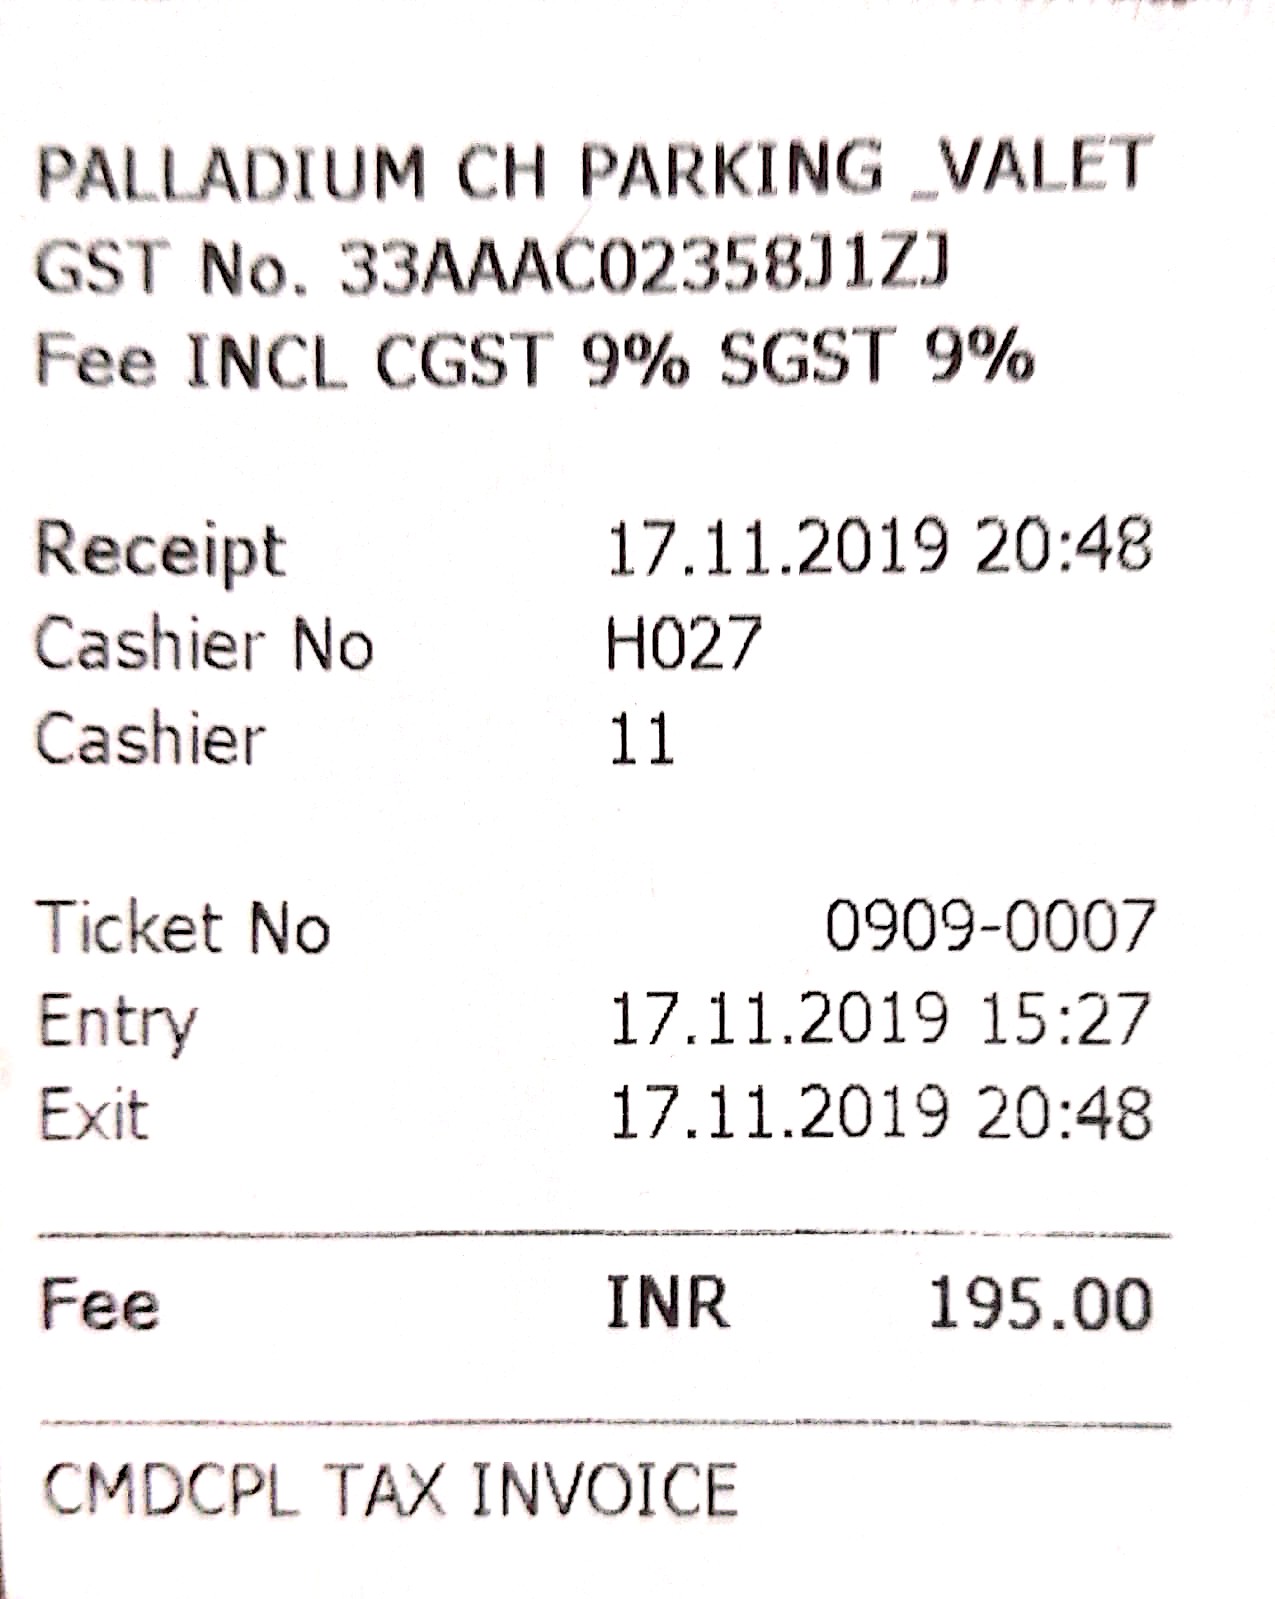 PALLADIUM CH PARKING _VALET
GST No. 33AAAC02358J1ZJ
Fee INCL CGST 9% SGST 9%
Receipt 17.11.2019 20:48
Cashier No H027
Cashier 11
Ticket No 0909-0007
Entry 17.11.2019 15:27
Exit 17.11.2019 20:48
Fee INR 195.00
CMDCPL TAX INVOICE